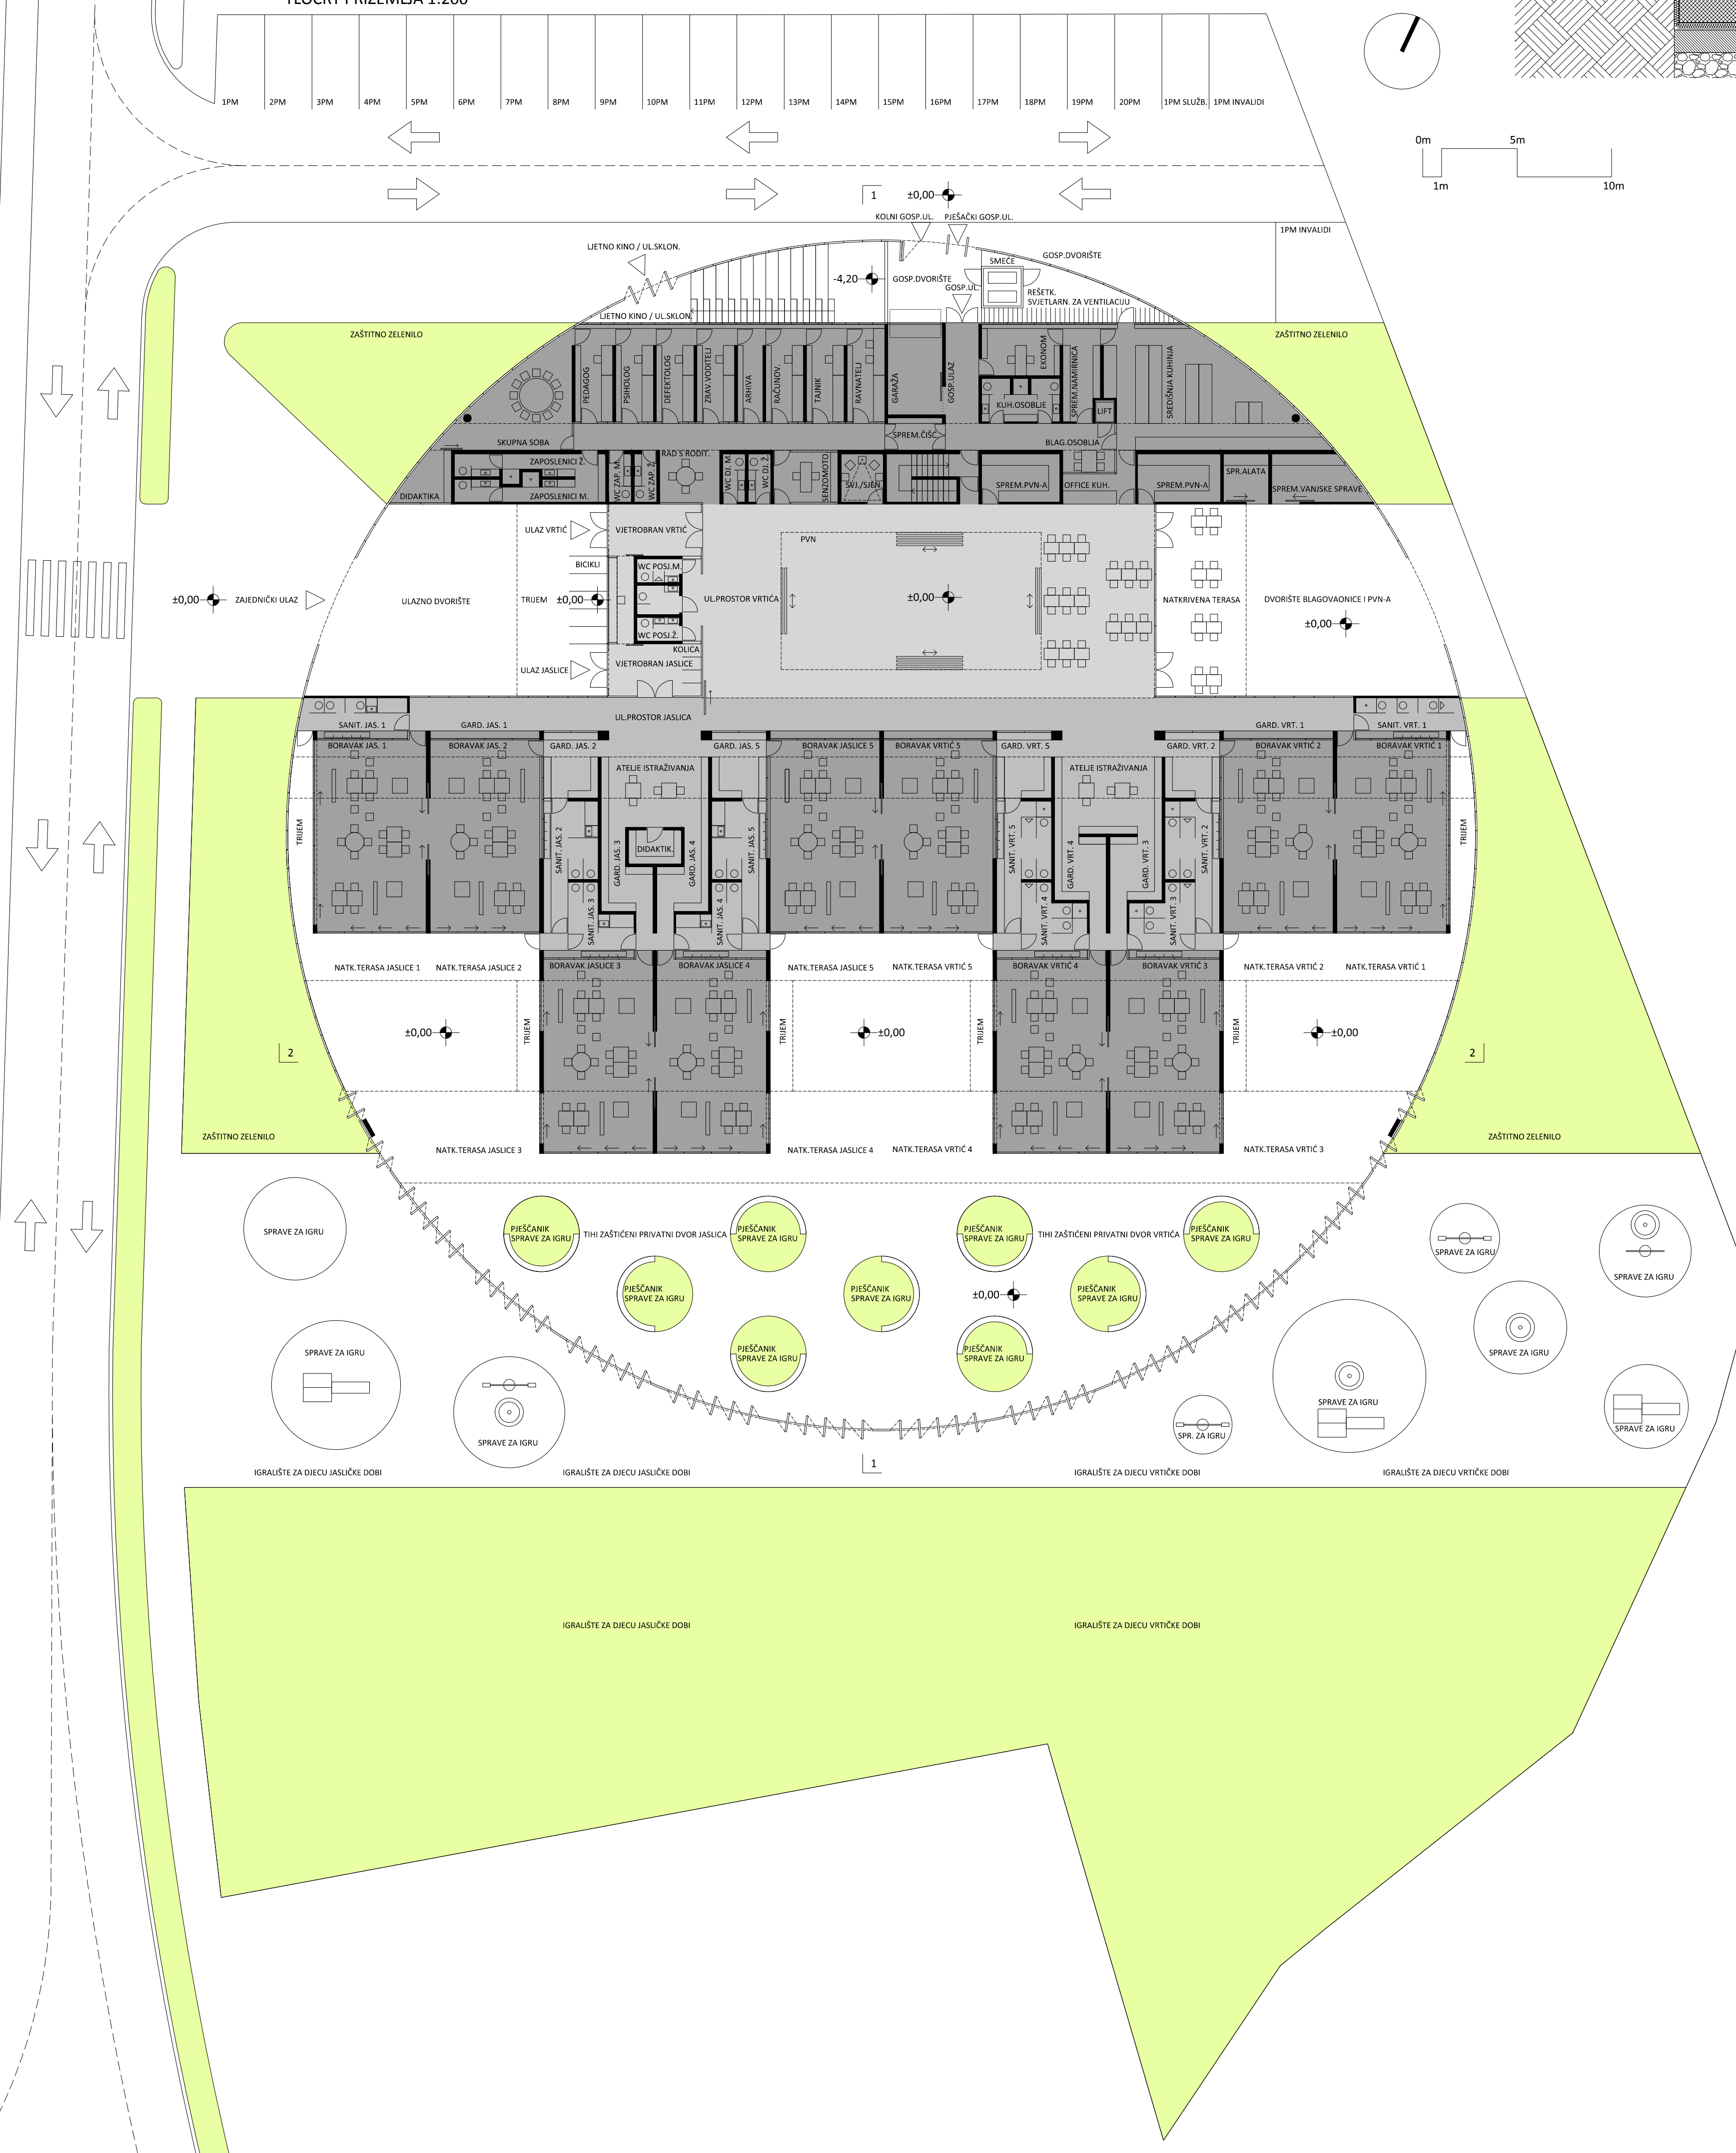 TLOCRT PRIZEMLJA 1:200
1PM
2PM
3PM
4PM
5PM
6PM
7PM
8PM
9PM
10PM
11PM
12PM
13PM
14PM
15PM
16PM
17PM
18PM
19PM
20PM
1PM SLUŽB.
1PM INVALIDI
0m
5m
1m
10m
1
±0,00
KOLNI GOSP.UL.
PJEŠAČKI GOSP.UL.
1PM INVALIDI
LJETNO KINO / UL.SKLON.
SMEĆE
GOSP.DVORIŠTE
-4,20
GOSP.DVORIŠTE
GOSP.UL.
REŠETK.
SVJETLARN. ZA VENTILACIJU
LJETNO KINO / UL.SKLON.
ZAŠTITNO ZELENILO
ZAŠTITNO ZELENILO
PEDAGOG
PSIHOLOG
DEFEKTOLOG
ZRAV.VODITELJ
ARHIVA
RAČUNOV.
TAJNIK
RAVNATELJ
GARAŽA
GOSP.ULAZ
EKONOM
KUH.OSOBLJE
SPREM.NAMIRNICA
LIFT
SREDIŠNJA KUHINJA
SKUPNA SOBA
SPREM.ČIŠĆ.
BLAG.OSOBLJA
ZAPOSLENICI Ž.
ZAPOSLENICI M.
WC ZAP. M.
WC ZAP. Ž.
RAD S RODIT.
WC DJ. M.
WC DJ. Ž.
SENZOMOTO.
SVJ./SJEN.
SPREM.PVN-A
OFFICE KUH.
SPREM.PVN-A
SPR.ALATA
SPREM.VANJSKE SPRAVE
DIDAKTIKA
ULAZ VRTIĆ
VJETROBRAN VRTIĆ
PVN
BICIKLI
WC POSJ.M.
±0,00
ZAJEDNIČKI ULAZ
ULAZNO DVORIŠTE
TRIJEM
±0,00
UL.PROSTOR VRTIĆA
±0,00
NATKRIVENA TERASA
DVORIŠTE BLAGOVAONICE I PVN-A
±0,00
WC POSJ.Ž.
KOLICA
ULAZ JASLICE
VJETROBRAN JASLICE
UL.PROSTOR JASLICA
SANIT. JAS. 1
GARD. JAS. 1
GARD. VRT. 1
SANIT. VRT. 1
BORAVAK JAS. 1
BORAVAK JAS. 2
GARD. JAS. 2
GARD. JAS. 5
BORAVAK JASLICE 5
BORAVAK VRTIĆ 5
GARD. VRT. 5
GARD. VRT. 2
BORAVAK VRTIĆ 2
BORAVAK VRTIĆ 1
ATELJE ISTRAŽIVANJA
ATELJE ISTRAŽIVANJA
TRIJEM
SANIT. JAS. 2
GARD. JAS. 3
DIDAKTIK.
GARD. JAS. 4
SANIT. JAS. 5
SANIT. VRT. 5
GARD. VRT. 4
GARD. VRT. 3
SANIT. VRT. 2
TRIJEM
SANIT. JAS. 3
SANIT. JAS. 4
SANIT. VRT. 4
SANIT. VRT. 3
NATK.TERASA JASLICE 1
NATK.TERASA JASLICE 2
BORAVAK JASLICE 3
BORAVAK JASLICE 4
NATK.TERASA JASLICE 5
NATK.TERASA VRTIĆ 5
BORAVAK VRTIĆ 4
BORAVAK VRTIĆ 3
NATK.TERASA VRTIĆ 2
NATK.TERASA VRTIĆ 1
±0,00
TRIJEM
TRIJEM
±0,00
TRIJEM
TRIJEM
±0,00
2
2
ZAŠTITNO ZELENILO
NATK.TERASA JASLICE 3
NATK.TERASA JASLICE 4
NATK.TERASA VRTIĆ 4
NATK.TERASA VRTIĆ 3
ZAŠTITNO ZELENILO
SPRAVE ZA IGRU
PJEŠČANIK
SPRAVE ZA IGRU
TIHI ZAŠTIĆENI PRIVATNI DVOR JASLICA
PJEŠČANIK
SPRAVE ZA IGRU
PJEŠČANIK
SPRAVE ZA IGRU
TIHI ZAŠTIĆENI PRIVATNI DVOR VRTIĆA
PJEŠČANIK
SPRAVE ZA IGRU
SPRAVE ZA IGRU
SPRAVE ZA IGRU
PJEŠČANIK
SPRAVE ZA IGRU
PJEŠČANIK
SPRAVE ZA IGRU
±0,00
PJEŠČANIK
SPRAVE ZA IGRU
SPRAVE ZA IGRU
PJEŠČANIK
SPRAVE ZA IGRU
PJEŠČANIK
SPRAVE ZA IGRU
SPRAVE ZA IGRU
SPRAVE ZA IGRU
SPRAVE ZA IGRU
SPR. ZA IGRU
SPRAVE ZA IGRU
1
IGRALIŠTE ZA DJECU JASLIČKE DOBI
IGRALIŠTE ZA DJECU JASLIČKE DOBI
IGRALIŠTE ZA DJECU VRTIČKE DOBI
IGRALIŠTE ZA DJECU VRTIČKE DOBI
IGRALIŠTE ZA DJECU JASLIČKE DOBI
IGRALIŠTE ZA DJECU VRTIČKE DOBI